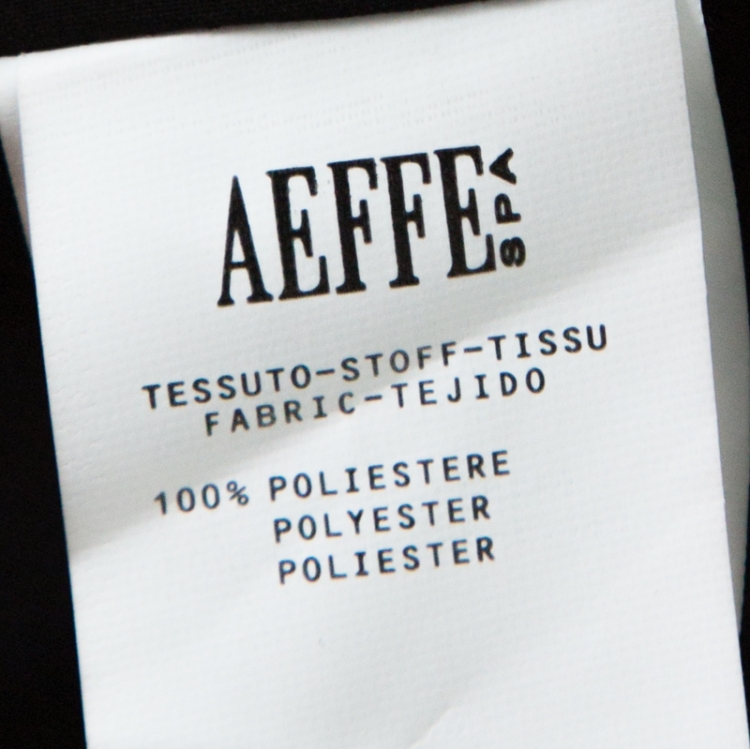 AEFFE SPA
TESSUTO-STOFF-TISSU
FABRIC-TEJIDO
100% POLIESTERE
POLYESTER
POLIESTER